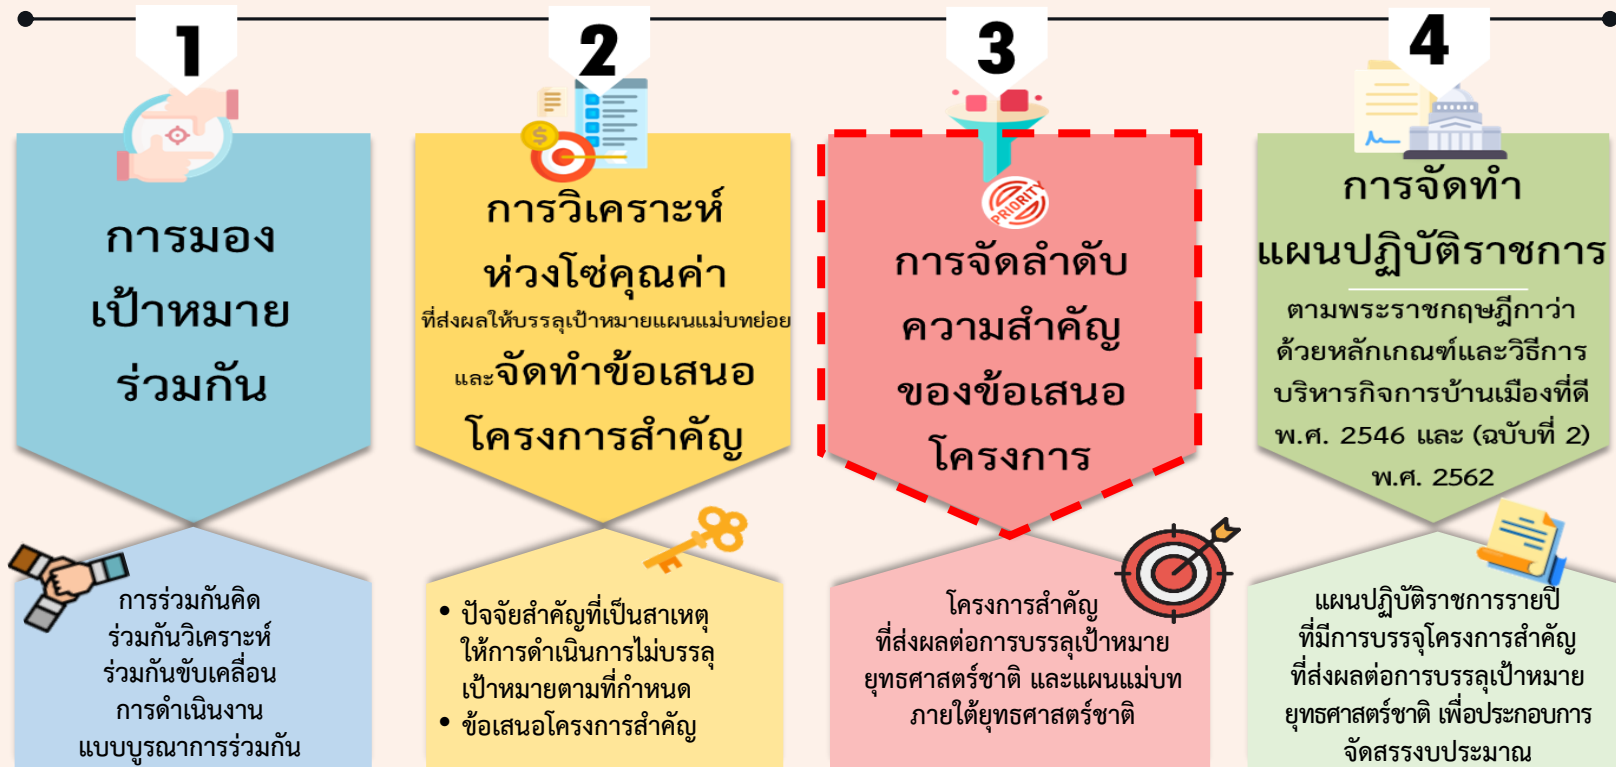 1
การมอง
เป้าหมาย
ร่วมกัน
การร่วมกันคิด
ร่วมกันวิเคราะห์
ร่วมกันขับเคลื่อน
การดำเนินงาน
แบบบูรณาการร่วมกัน
2
$
การวิเคราะห์
ห่วงโซ่คุณค่า
ที่ส่งผลให้บรรลุเป้าหมายแผนแม่บทย่อย
และจัดทำข้อเสนอ
โครงการสำคัญ
• ปัจจัยสำคัญที่เป็นสาเหตุ
ให้การดำเนินการไม่บรรลุ
เป้าหมายตามที่กำหนด
• ข้อเสนอโครงการสำคัญ
3
PRIORITY
การจัดลำดับ
ความสำคัญ
ของข้อเสนอ
โครงการ
โครงการสำคัญ
ที่ส่งผลต่อการบรรลุเป้าหมาย
ยุทธศาสตร์ชาติ และแผนแม่บท
ภายใต้ยุทธศาสตร์ชาติ
4
การจัดทำ
แผนปฏิบัติราชการ
ตามพระราชกฤษฎีกาว่า
ด้วยหลักเกณฑ์และวิธีการ
บริหารกิจการบ้านเมืองที่ดี
พ.ศ. 2546 และ (ฉบับที่ 2)
พ.ศ. 2562
แผนปฏิบัติราชการรายปี
ที่มีการบรรจุโครงการสำคัญ
ที่ส่งผลต่อการบรรลุเป้าหมาย
ยุทธศาสตร์ชาติ เพื่อประกอบการ
จัดสรรงบประมาณ